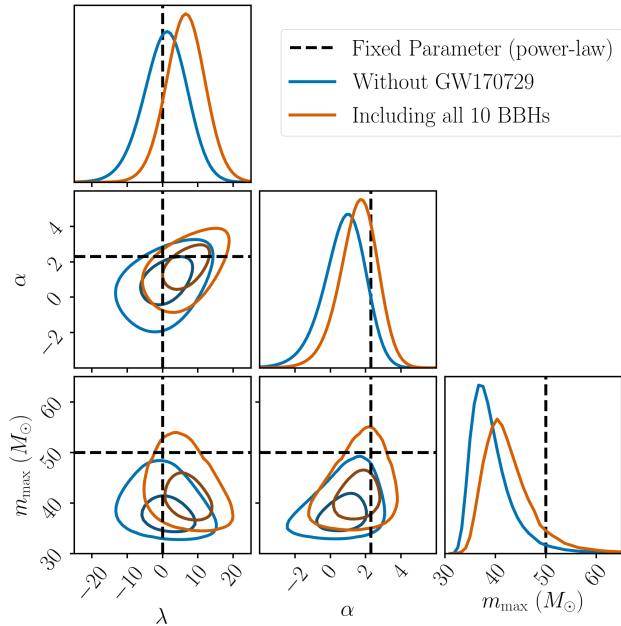 Fixed Parameter (power-law)
Without GW170729
Including all 10 BBHs
α
4
2
0
−2
m_max (M_⊙)
60
50
40
30
−20 −10 0 10 20
λ
−2 0 2 4
α
30 40 50 60
m_max (M_⊙)